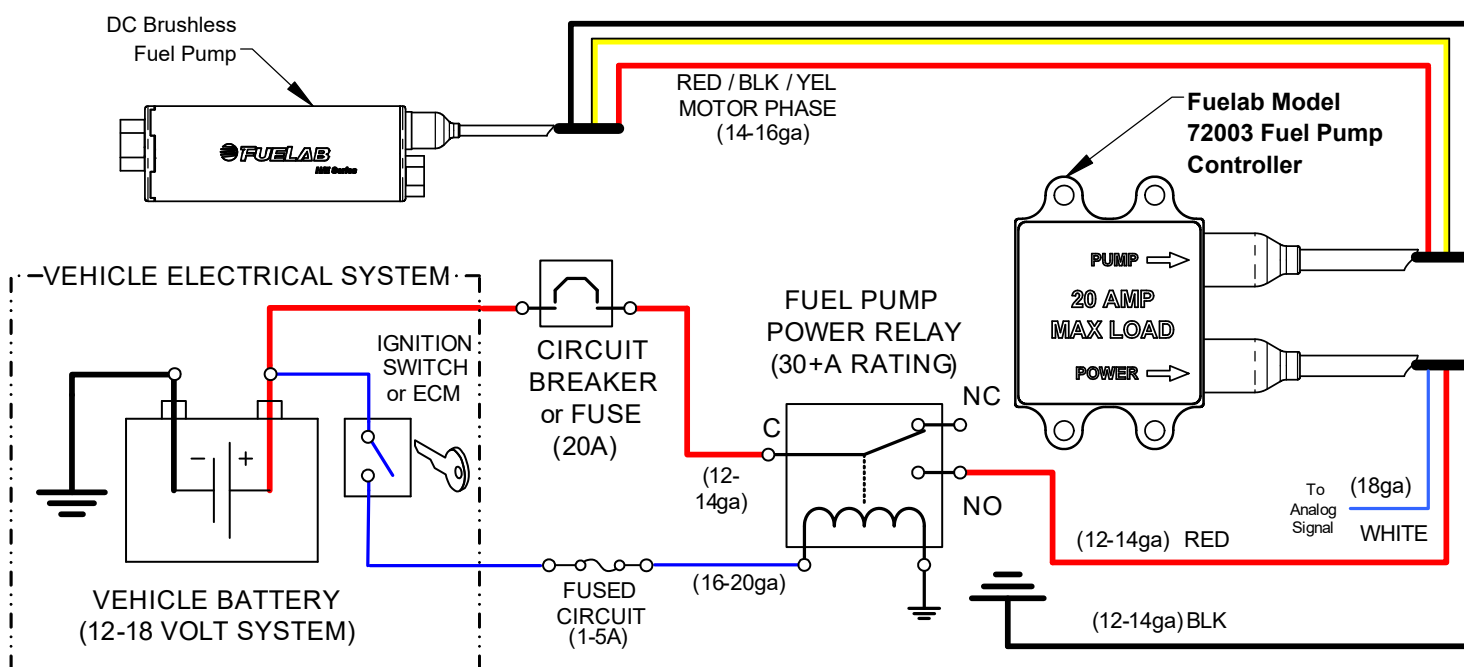 DC Brushless
Fuel Pump
FUELAB
RED / BLK / YEL
MOTOR PHASE
(14-16ga)
Fuelab Model
72003 Fuel Pump
Controller
PUMP
20 AMP
MAX LOAD
POWER
VEHICLE ELECTRICAL SYSTEM
IGNITION
SWITCH
or ECM
- +
VEHICLE BATTERY
(12-18 VOLT SYSTEM)
CIRCUIT
BREAKER
or FUSE
(20A)
FUSED
CIRCUIT
(1-5A)
(16-20ga)
(12-
14ga)
FUEL PUMP
POWER RELAY
(30+A RATING)
C
NC
NO
To
Analog
Signal
(18ga)
WHITE
(12-14ga) RED
(12-14ga) BLK